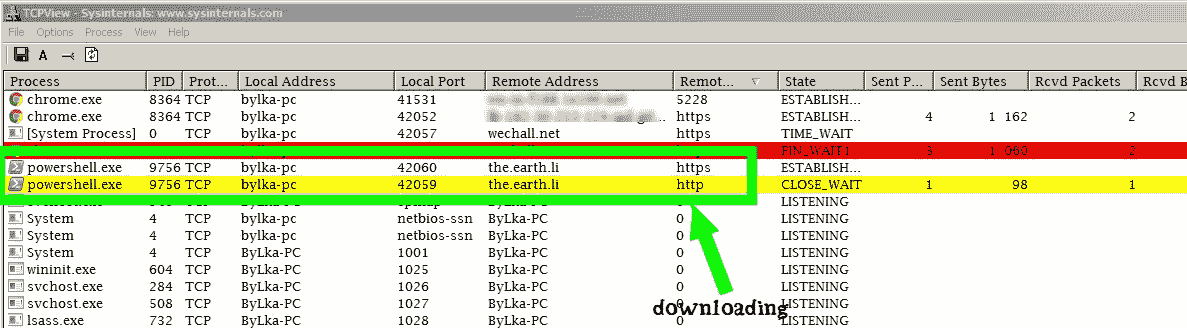 TCPView - Sysinternals: www.sysinternals.com
File Options Process View Help
A
Process PID Prot... Local Address Local Port Remote Address Remot... State Sent P... Sent Bytes Rcvd Packets Rcvd B
chrome.exe 8364 TCP bylka-pc 41531 5228 ESTABLISH...
chrome.exe 8364 TCP bylka-pc 42052 https ESTABLISH... 4 1 162 2
[System Process] 0 TCP bylka-pc 42057 wechall.net https TIME_WAIT
FIN_WAIT1 3 1 060 2
powershell.exe 9756 TCP bylka-pc 42060 the.earth.li https ESTABLISH...
powershell.exe 9756 TCP bylka-pc 42059 the.earth.li http CLOSE_WAIT 1 98 1
svchost.exe TCP ByLka-PC ByLka-PC 0 LISTENING
System 4 TCP bylka-pc netbios-ssn ByLka-PC 0 LISTENING
System 4 TCP bylka-pc netbios-ssn ByLka-PC 0 LISTENING
System 4 TCP ByLka-PC 1001 ByLka-PC 0 LISTENING
wininit.exe 604 TCP ByLka-PC 1025 ByLka-PC 0 LISTENING
svchost.exe 284 TCP ByLka-PC 1026 ByLka-PC 0 LISTENING
svchost.exe 508 TCP ByLka-PC 1027 ByLka-PC 0 LISTENING
lsass.exe 732 TCP ByLka-PC 1028 ByLka-PC 0 LISTENING
downloading